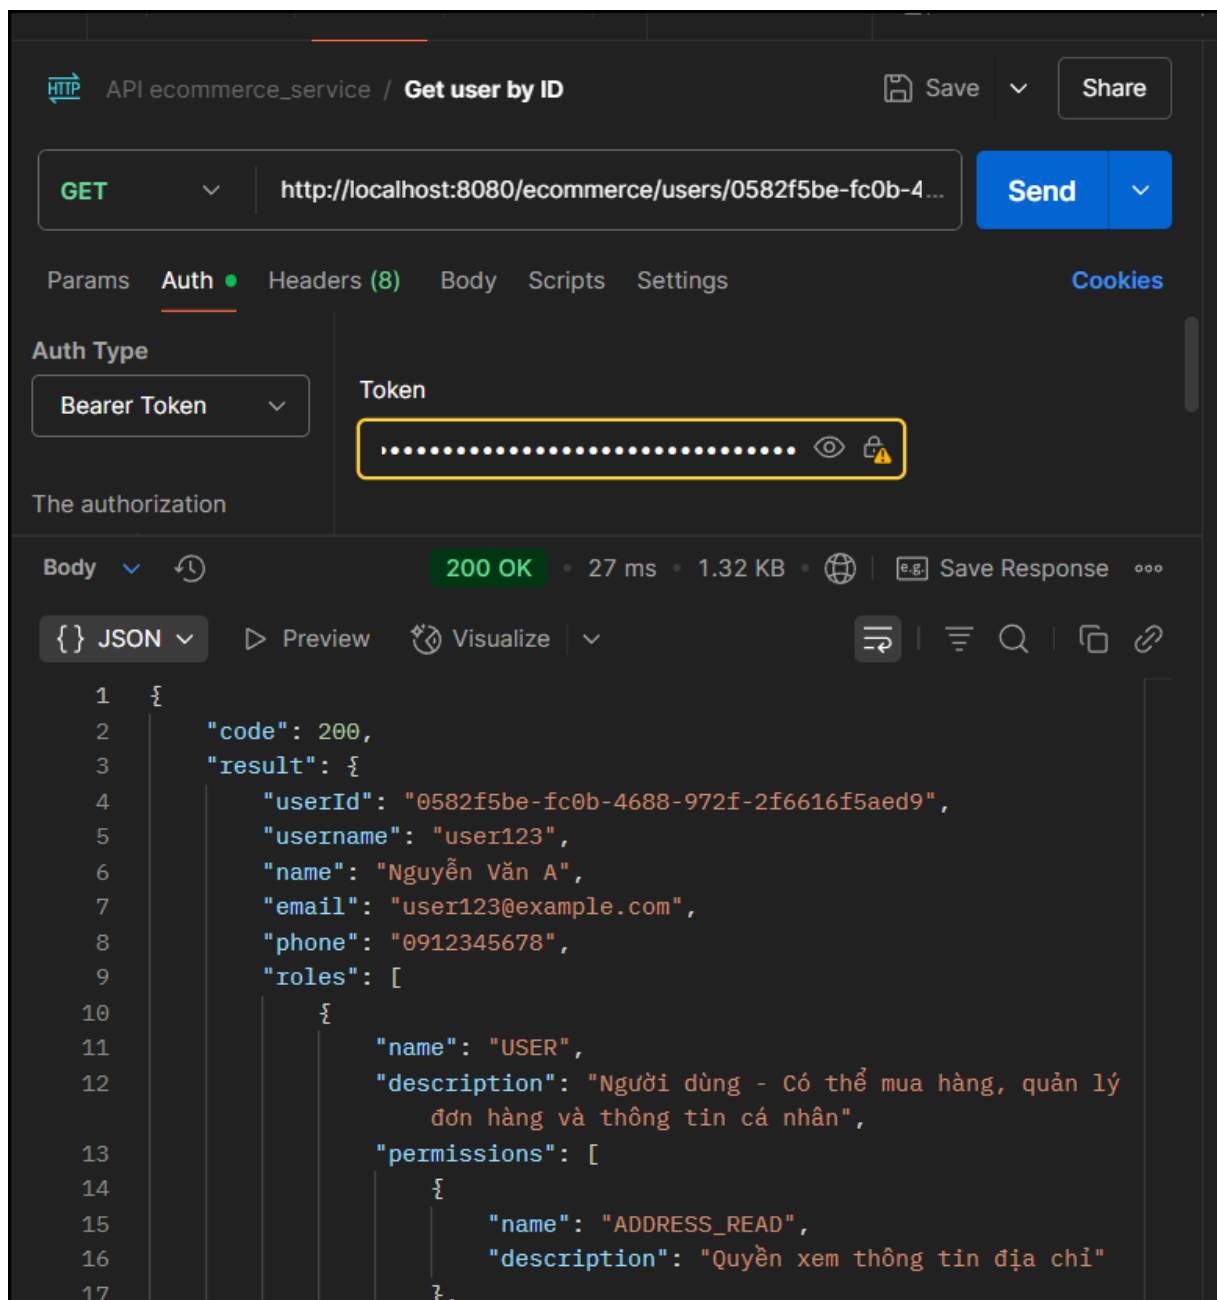 HTTP API ecommerce_service / Get user by ID Save Share
GET http://localhost:8080/ecommerce/users/0582f5be-fc0b-4... Send
Params Auth Headers (8) Body Scripts Settings Cookies
Auth Type
Bearer Token
Token
The authorization
Body 200 OK • 27 ms • 1.32 KB • e.g. Save Response
{} JSON Preview Visualize
1 {
2 "code": 200,
3 "result": {
4 "userId": "0582f5be-fc0b-4688-972f-2f6616f5aed9",
5 "username": "user123",
6 "name": "Nguyễn Văn A",
7 "email": "user123@example.com",
8 "phone": "0912345678",
9 "roles": [
10 {
11 "name": "USER",
12 "description": "Người dùng - Có thể mua hàng, quản lý
đơn hàng và thông tin cá nhân",
13 "permissions": [
14 {
15 "name": "ADDRESS_READ",
16 "description": "Quyền xem thông tin địa chỉ"
17 },